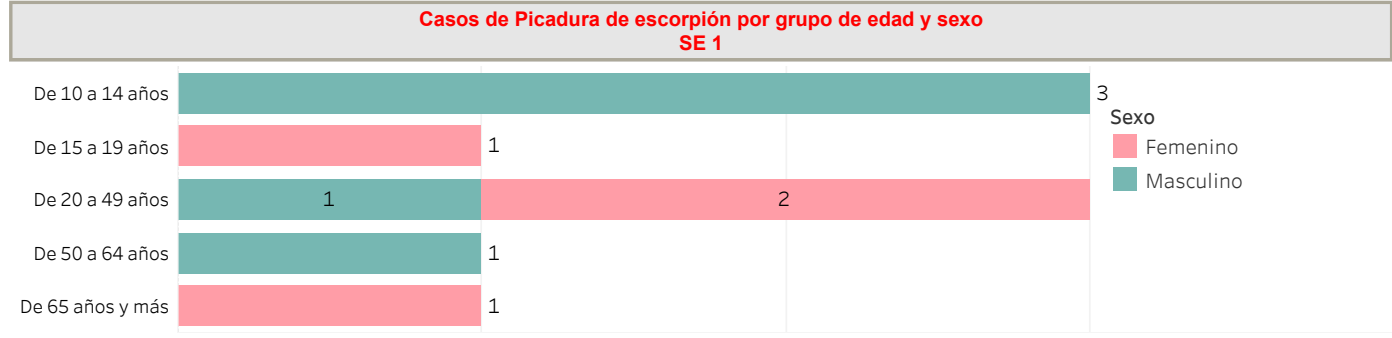 Casos de Picadura de escorpión por grupo de edad y sexo
SE 1
De 10 a 14 años 3
Sexo
Femenino
Masculino
De 15 a 19 años 1
De 20 a 49 años 1 2
De 50 a 64 años 1
De 65 años y más 1